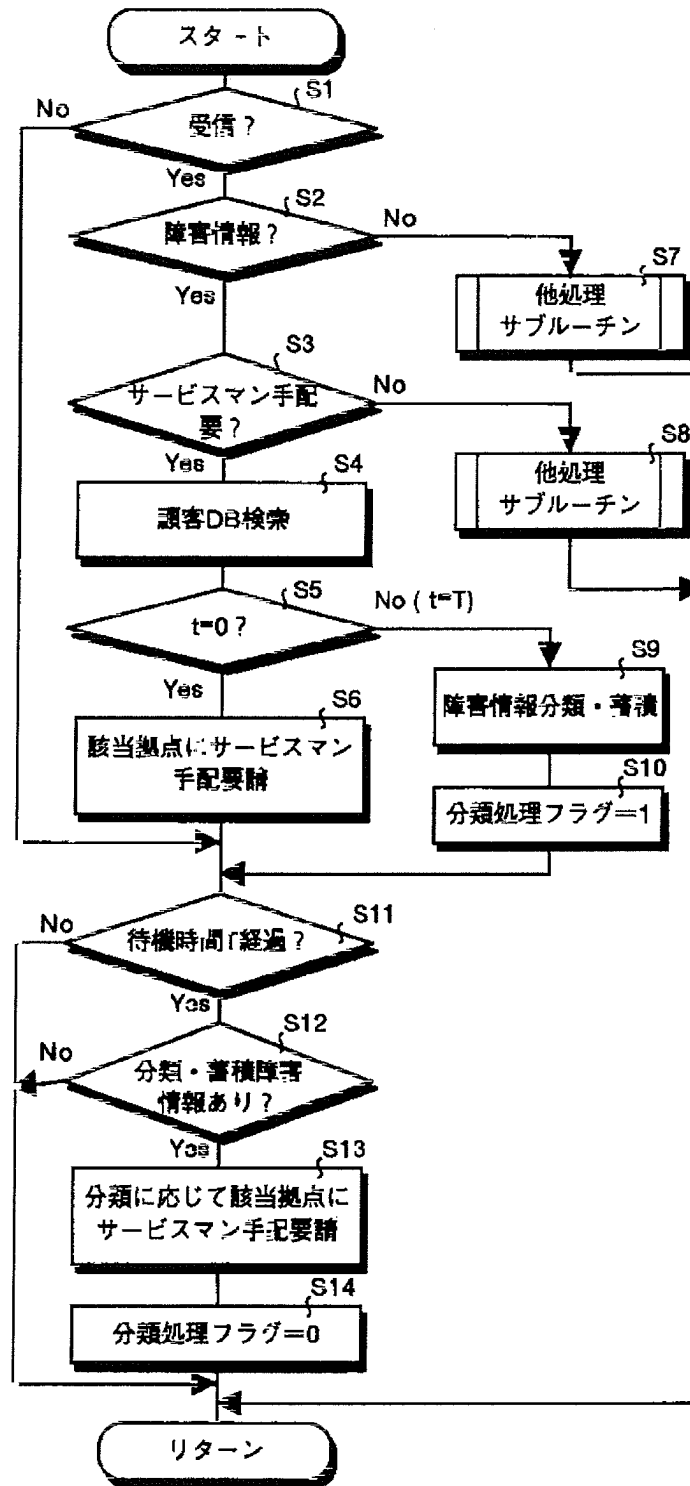 スタート
S1
No
受信？
Yes
S2
障害情報？
No
Yes
S7
他処理
サブルーチン
S3
サービスマン手配
要？
No
Yes
S8
他処理
サブルーチン
S4
顧客DB検索
S5
t=0？
No ( t=T)
Yes
S9
障害情報分類・蓄積
S6
該当拠点にサービスマン
手配要請
S10
分類処理フラグ＝1
S11
No
待機時間T経過？
Yes
S12
No
分類・蓄積障害
情報あり？
Yes
S13
分類に応じて該当拠点に
サービスマン手配要請
S14
分類処理フラグ＝0
リターン